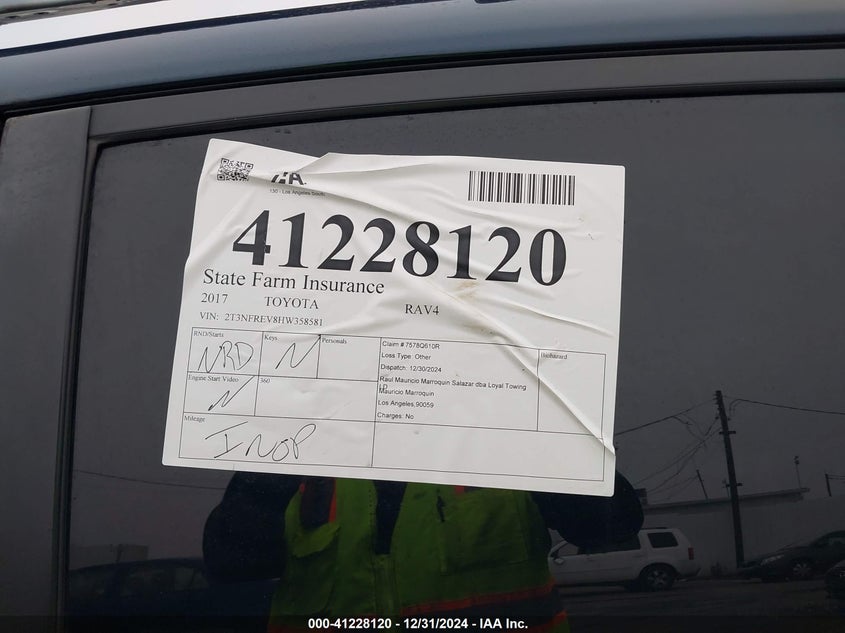 IAA.
130 - Los Angeles South
41228120
State Farm Insurance
2017 TOYOTA RAV4
VIN: 2T3NFREV8HW358581
RND/Starts Keys Personals
NRD N
Engine Start Video 360
N
Mileage
INOP
Claim # 7578Q610R
Loss Type: Other
Dispatch: 12/30/2024
Raul Mauricio Marroquin Salazar dba Loyal Towing
LP
Mauricio Marroquin
Los Angeles,90059
Charges: No
Biohazard
000-41228120 - 12/31/2024 - IAA Inc.